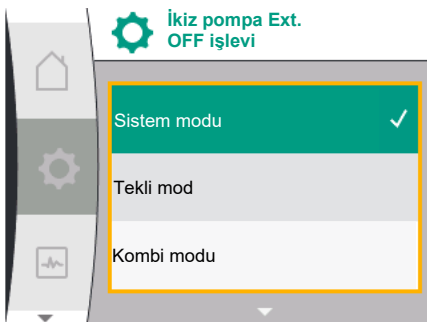 İkiz pompa Ext.
OFF işlevi
Sistem modu
Tekli mod
Kombi modu